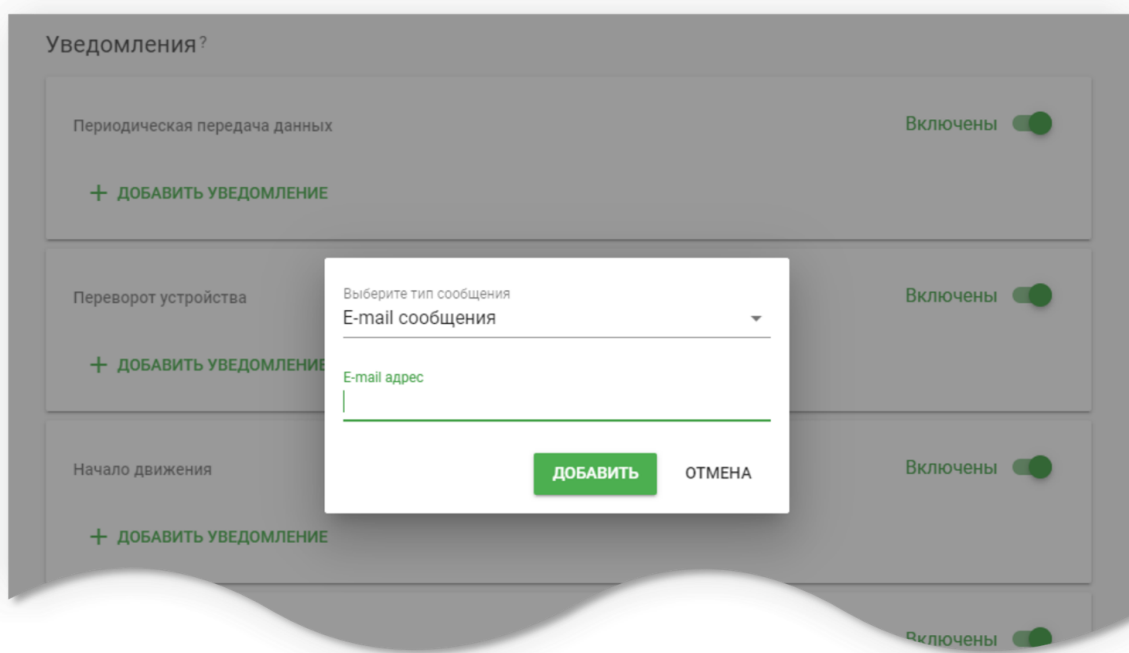 Уведомления?
Периодическая передача данных
Включены
+ ДОБАВИТЬ УВЕДОМЛЕНИЕ
Переворот устройства
Включены
+ ДОБАВИТЬ УВЕДОМЛЕНИЕ
Выберите тип сообщения
E-mail сообщения
E-mail адрес
ДОБАВИТЬ
ОТМЕНА
Начало движения
Включены
+ ДОБАВИТЬ УВЕДОМЛЕНИЕ
Включены